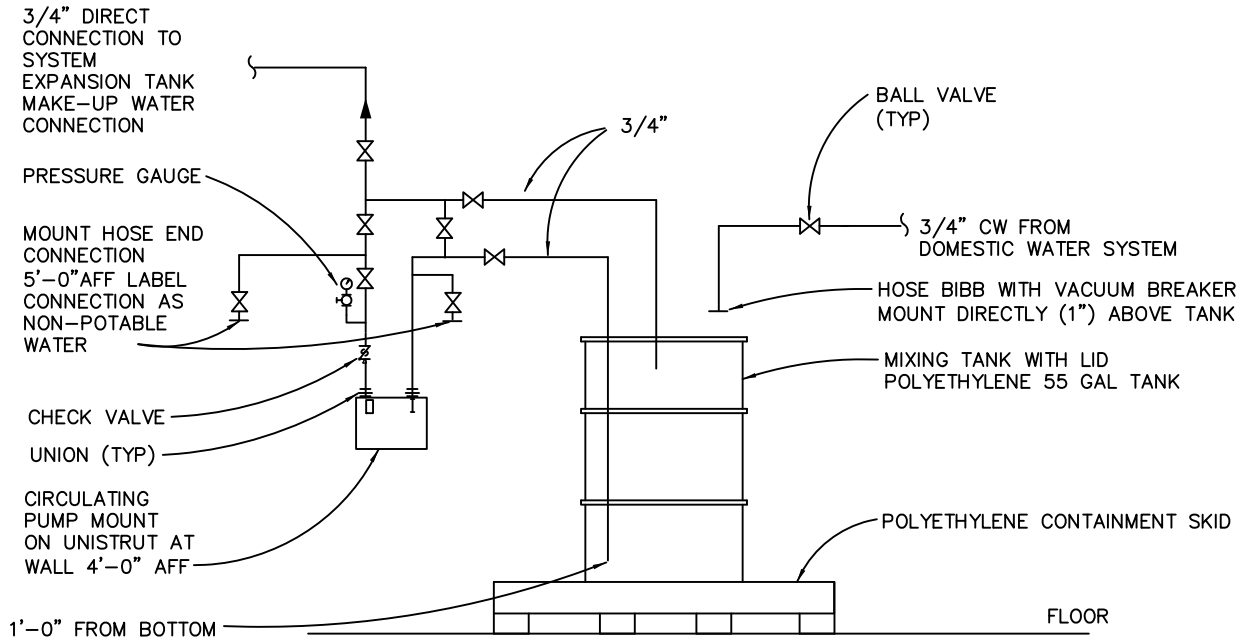 3/4" DIRECT
CONNECTION TO
SYSTEM
EXPANSION TANK
MAKE-UP WATER
CONNECTION
PRESSURE GAUGE
MOUNT HOSE END
CONNECTION
5'-0"AFF LABEL
CONNECTION AS
NON-POTABLE
WATER
CHECK VALVE
UNION (TYP)
CIRCULATING
PUMP MOUNT
ON UNISTRUT AT
WALL 4'-0" AFF
1'-0" FROM BOTTOM
3/4"
BALL VALVE
(TYP)
3/4" CW FROM
DOMESTIC WATER SYSTEM
HOSE BIBB WITH VACUUM BREAKER
MOUNT DIRECTLY (1") ABOVE TANK
MIXING TANK WITH LID
POLYETHYLENE 55 GAL TANK
POLYETHYLENE CONTAINMENT SKID
FLOOR